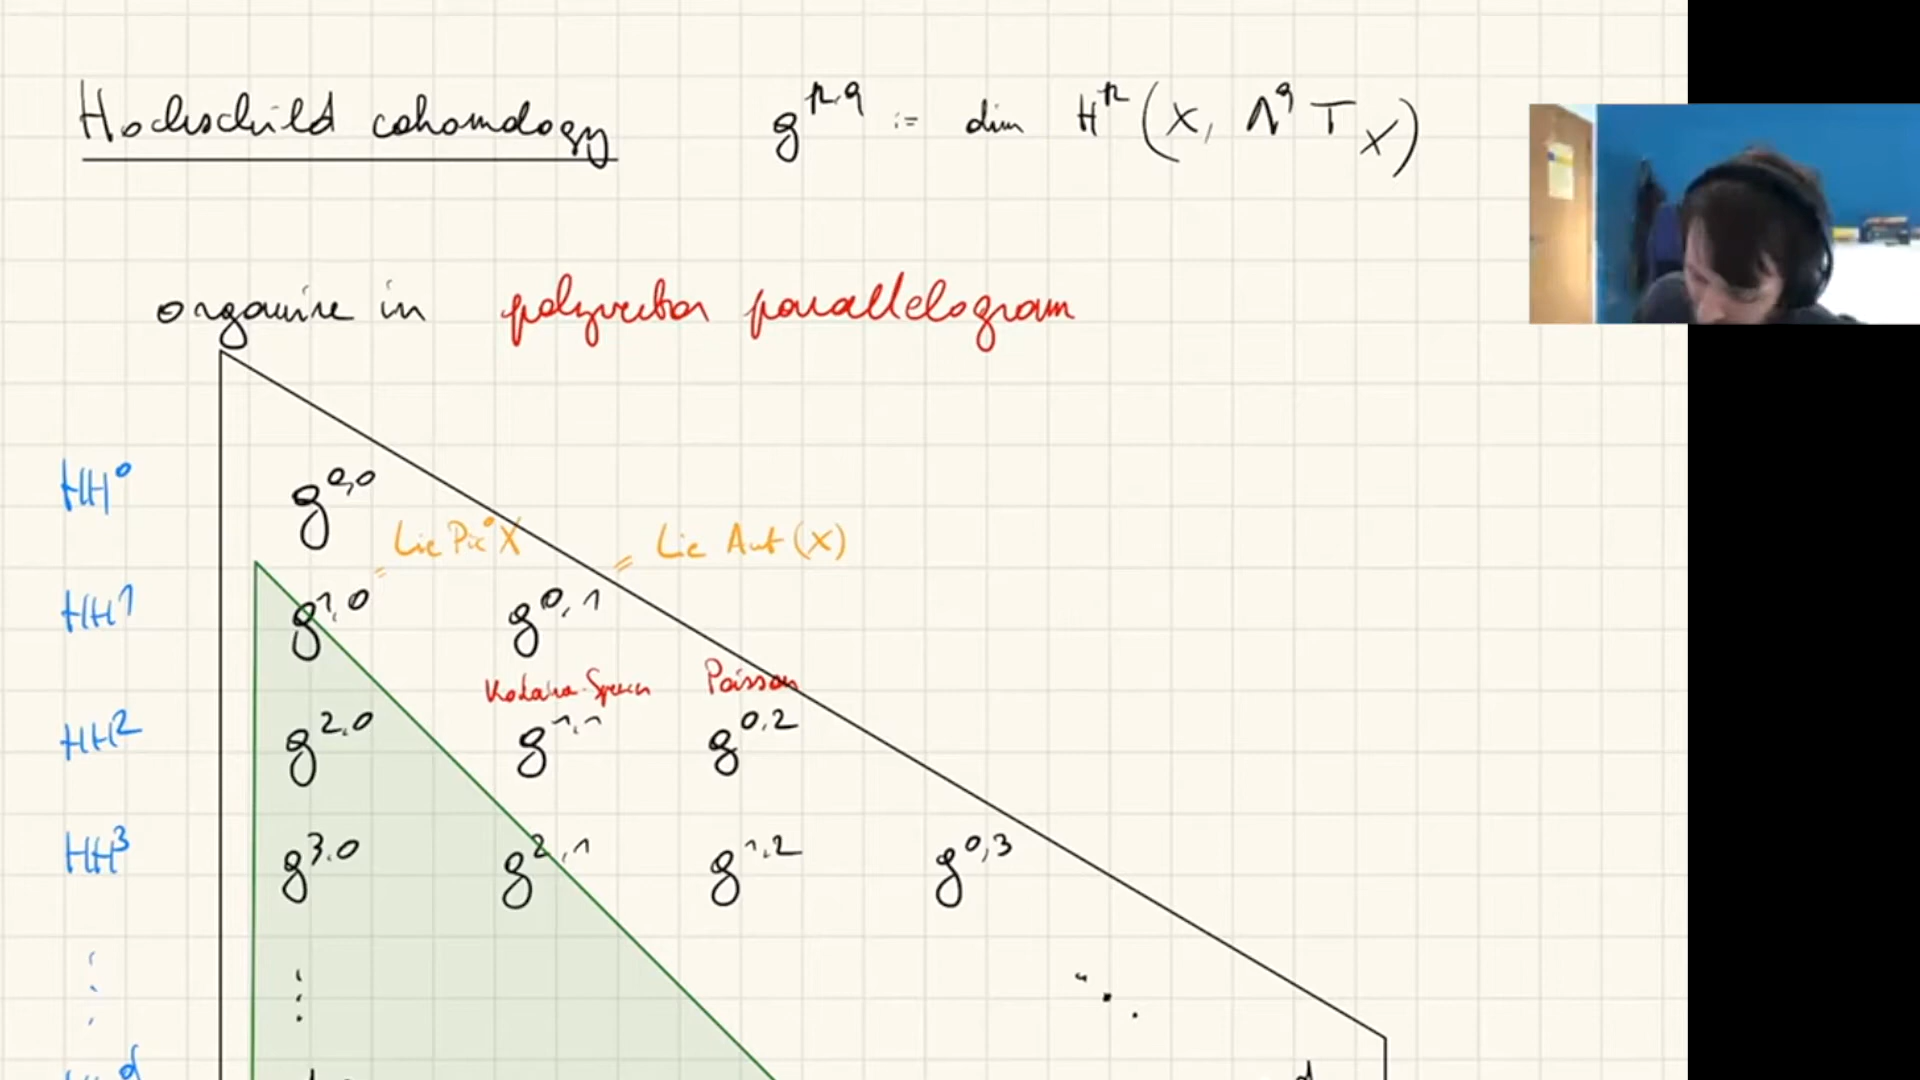 Hochschild cohomology g^{p,q} := dim H^p (X, Λ^q T_X)
organise in polyvector parallelogram
HH^0 g^{0,0}
= Lie Pic^0 X = Lie Aut (X)
HH^1 g^{1,0} g^{0,1}
Kodaira-Spencer Poisson
HH^2 g^{2,0} g^{1,1} g^{0,2}
HH^3 g^{3,0} g^{2,1} g^{1,2} g^{0,3}
⋮ ⋮ ⋱